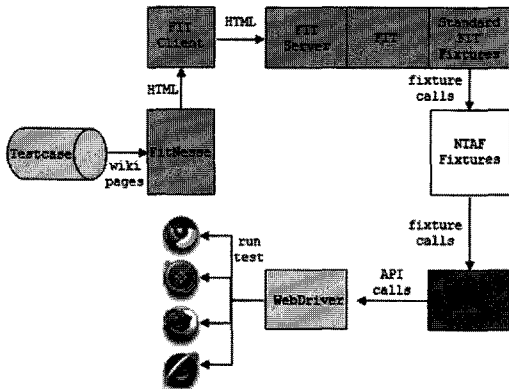 FIT
Client
HTML
FIT
Server
FIT
Standard
FIT
Fixtures
HTML
fixture
calls
Testcase
wiki
pages
FitNesse
NTAF
Fixtures
run
test
fixture
calls
WebDriver
API
calls